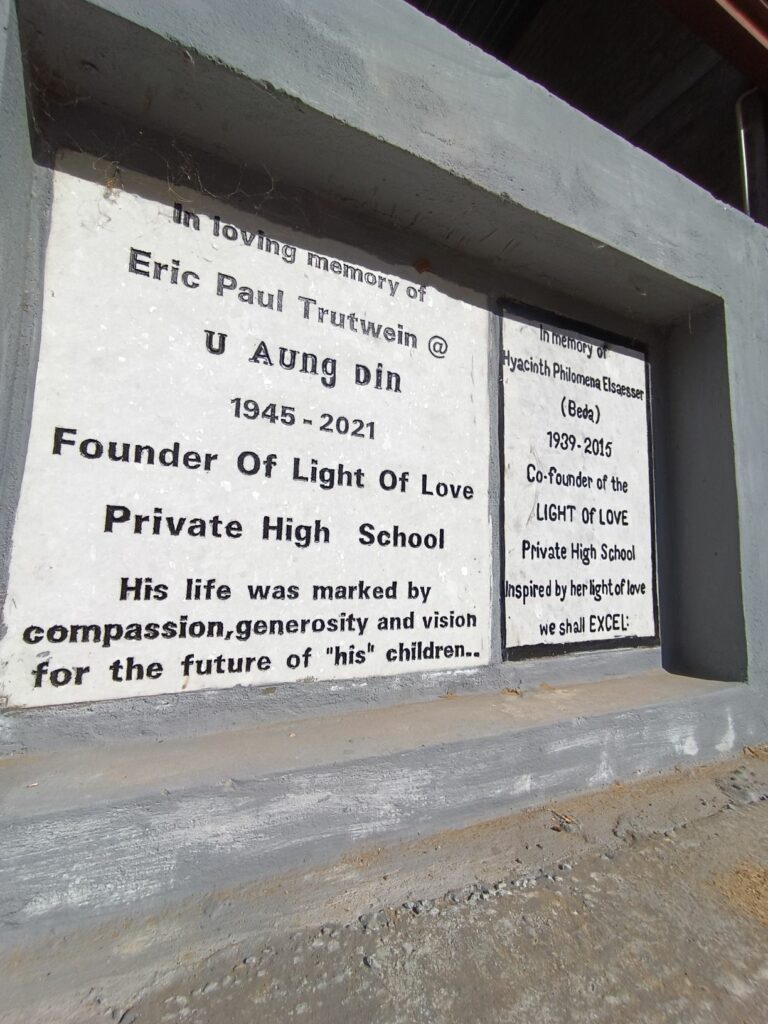 In loving memory of
Eric Paul Trutwein @
U Aung Din
1945 - 2021
Founder Of Light Of Love
Private High School
His life was marked by
compassion,generosity and vision
for the future of "his" children..
In memory of
Hyacinth Philomena Elsaesser
(Beda)
1939-2015
Co-founder of the
LIGHT Of LOVE
Private High School
Inspired by her light of love
we shall EXCEL: